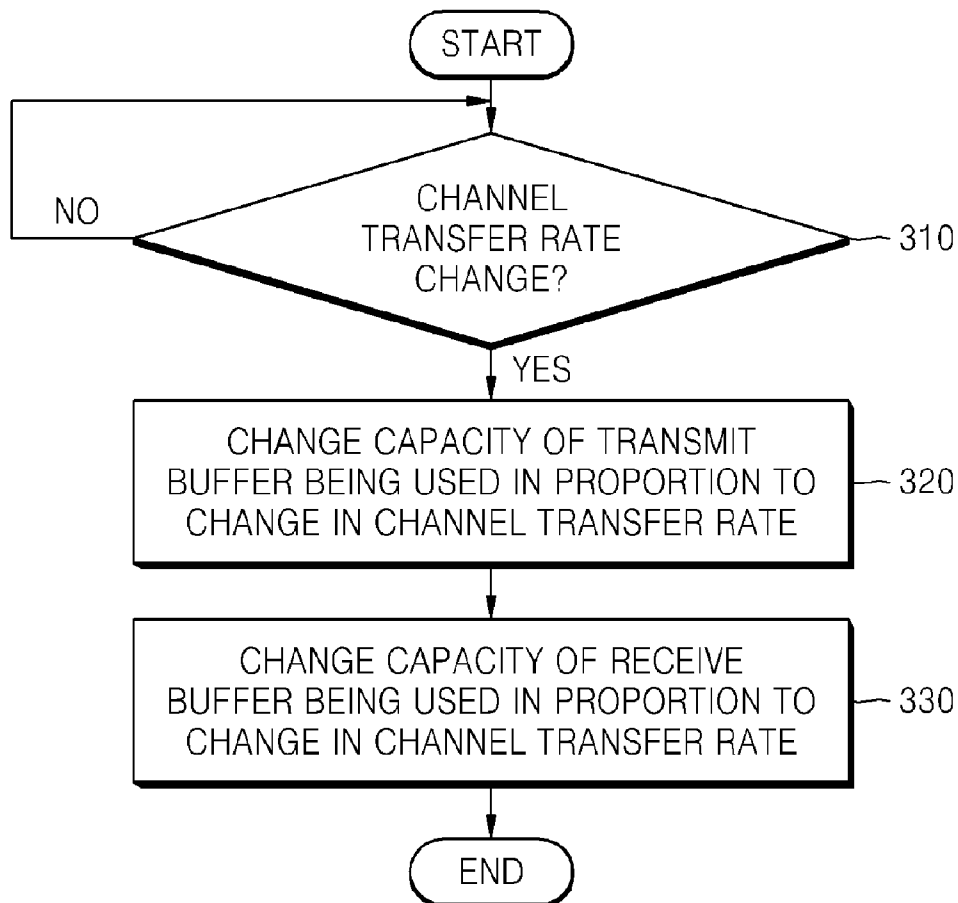 START
CHANNEL
TRANSFER RATE
CHANGE?
310
NO
YES
CHANGE CAPACITY OF TRANSMIT
BUFFER BEING USED IN PROPORTION TO
CHANGE IN CHANNEL TRANSFER RATE
320
CHANGE CAPACITY OF RECEIVE
BUFFER BEING USED IN PROPORTION TO
CHANGE IN CHANNEL TRANSFER RATE
330
END